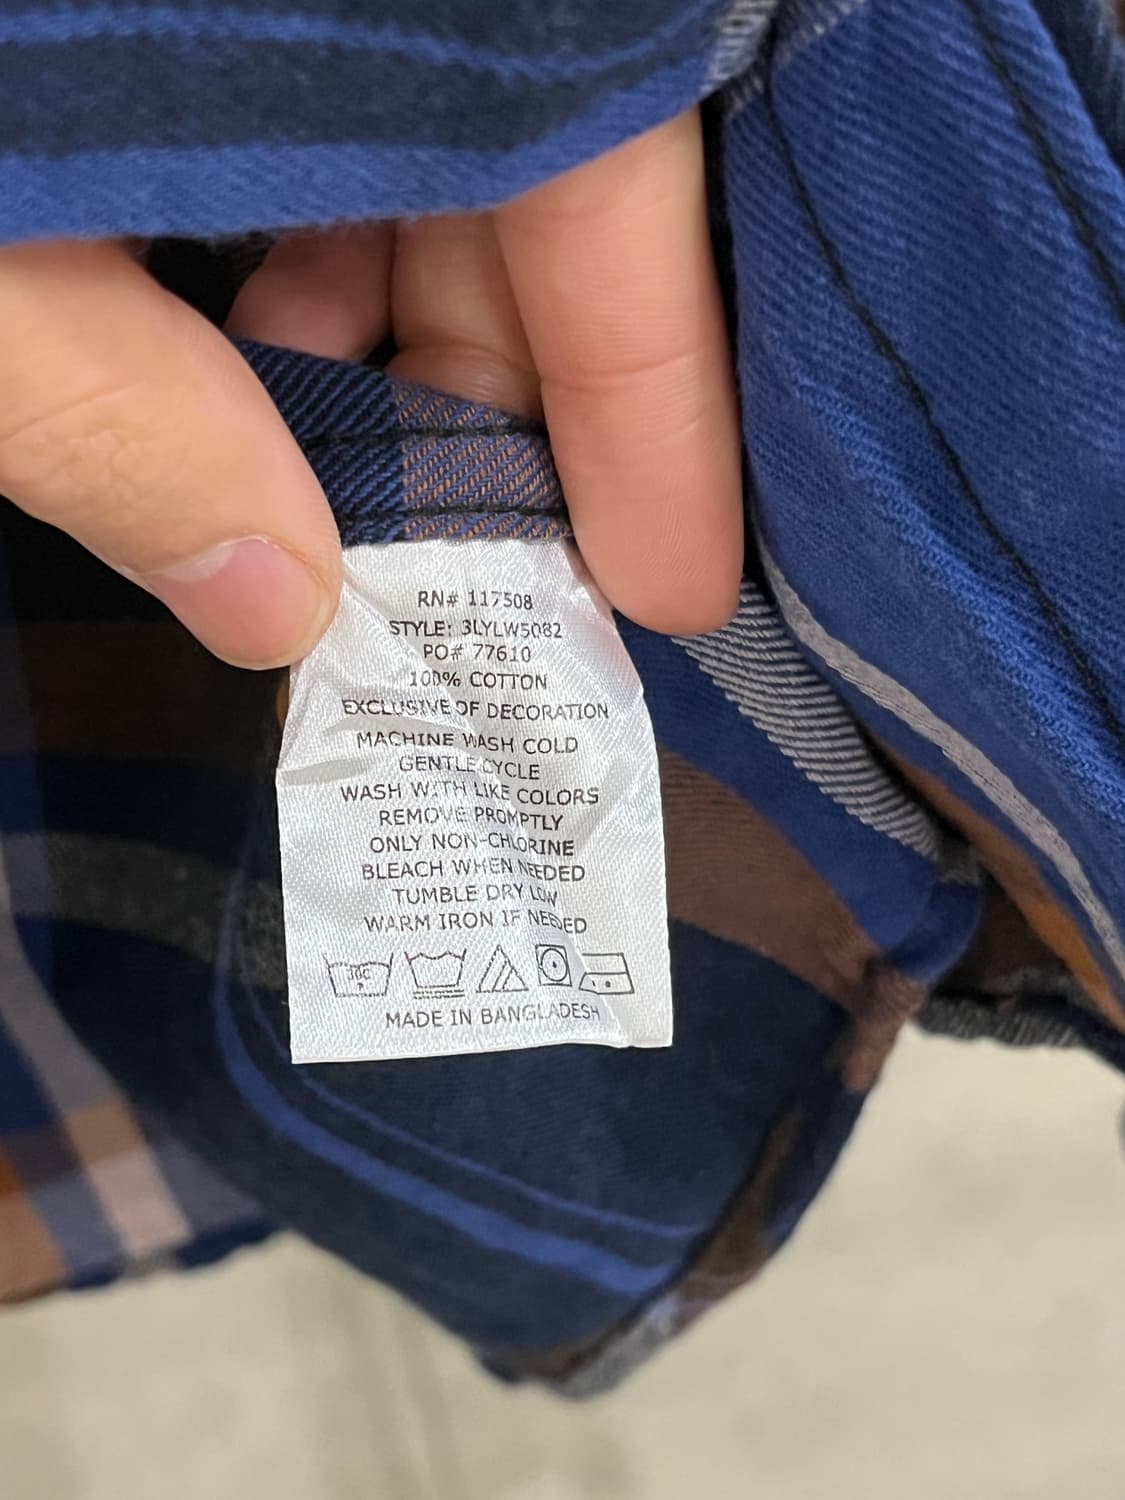 RN# 117508
STYLE: 3LYLW5082
PO# 77610
100% COTTON
EXCLUSIVE OF DECORATION
MACHINE WASH COLD
GENTLE CYCLE
WASH WITH LIKE COLORS
REMOVE PROMPTLY
ONLY NON-CHLORINE
BLEACH WHEN NEEDED
TUMBLE DRY LOW
WARM IRON IF NEEDED
MADE IN BANGLADESH